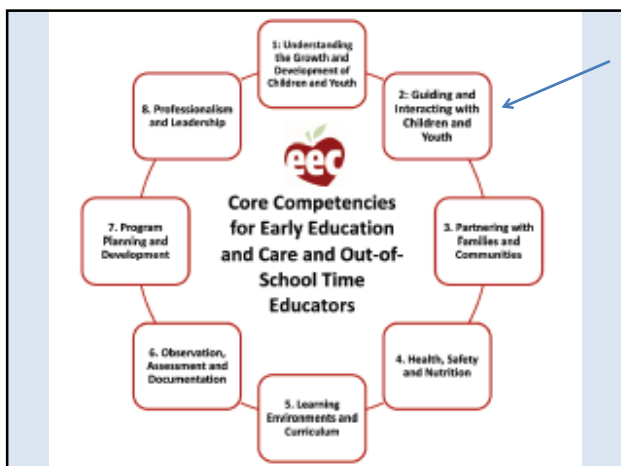 1: Understanding
the Growth and
Development of
Children and Youth
2: Guiding and
Interacting with
Children and
Youth
3. Partnering with
Families and
Communities
4. Health, Safety
and Nutrition
5. Learning
Environments and
Curriculum
6. Observation,
Assessment and
Documentation
7. Program
Planning and
Development
8. Professionalism
and Leadership
eec
Core Competencies
for Early Education
and Care and Out-of-
School Time
Educators